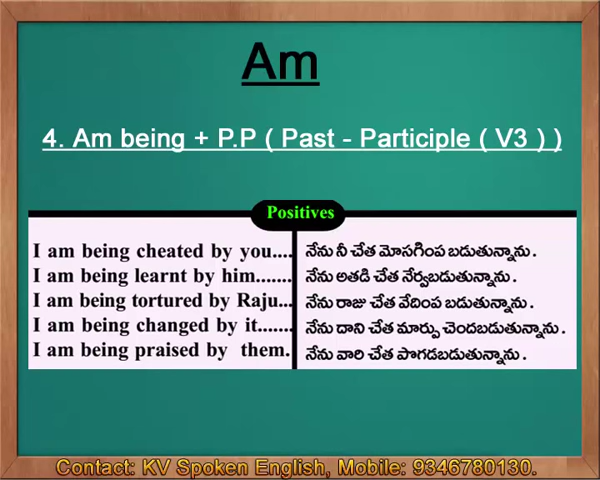 Am
4. Am being + P.P ( Past - Participle ( V3 ) )
Positives
I am being cheated by you.... నేను నీ చేత మోసగింప బడుతున్నాను.
I am being learnt by him....... నేను అతడి చేత నేర్వబడుతున్నాను.
I am being tortured by Raju... నేను రాజు చేత వేదింప బడుతున్నాను.
I am being changed by it....... నేను దాని చేత మార్పు చెందబడుతున్నాను.
I am being praised by them. నేను వారి చేత పొగడబడుతున్నాను.
Contact: KV Spoken English, Mobile: 9346780130.